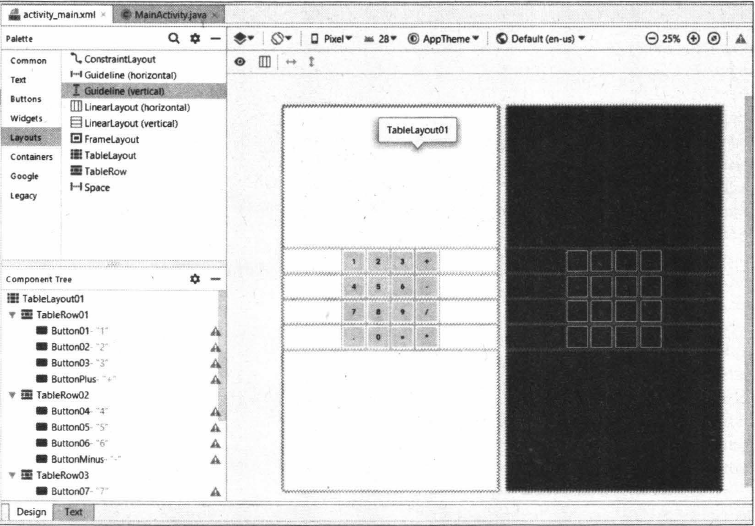 activity_main.xml × MainActivity.java ×
Palette
Pixel 28 AppTheme Default (en-us) 25%
Common
Text
Buttons
Widgets
Layouts
Containers
Google
Legacy
ConstraintLayout
Guideline (horizontal)
Guideline (vertical)
LinearLayout (horizontal)
LinearLayout (vertical)
FrameLayout
TableLayout
TableRow
Space
TableLayout01
1 2 3 +
4 5 6 -
7 8 9 /
. 0 = *
Component Tree
TableLayout01
TableRow01
Button01- "1"
Button02- "2"
Button03- "3"
ButtonPlus- "+"
TableRow02
Button04- "4"
Button05- "5"
Button06- "6"
ButtonMinus- "-"
TableRow03
Button07- "7"
Design Text